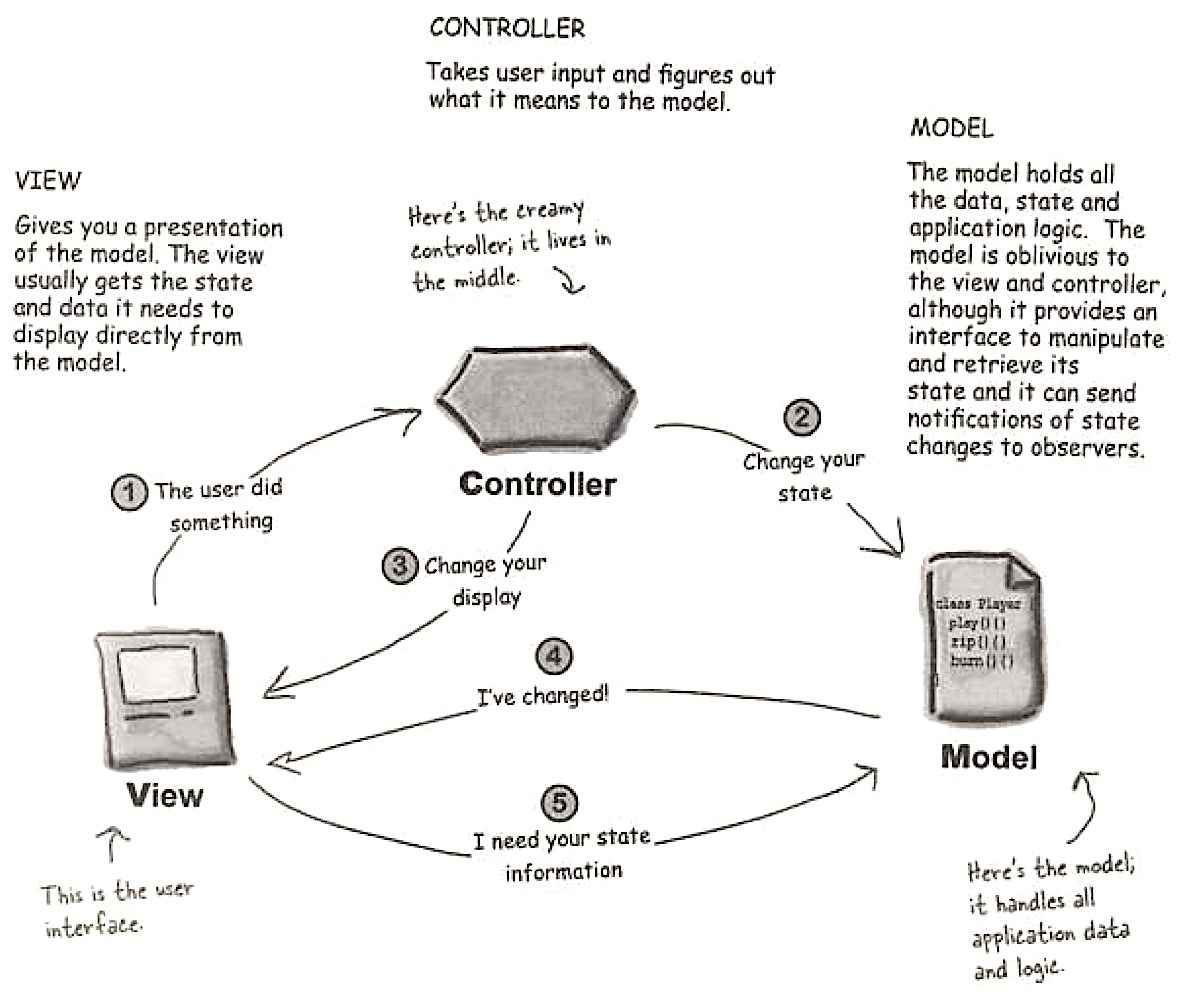 CONTROLLER
Takes user input and figures out
what it means to the model.
MODEL
The model holds all
the data, state and
application logic. The
model is oblivious to
the view and controller,
although it provides an
interface to manipulate
and retrieve its
state and it can send
notifications of state
changes to observers.
VIEW
Gives you a presentation
of the model. The view
usually gets the state
and data it needs to
display directly from
the model.
Here's the creamy
controller; it lives in
the middle.
Controller
1 The user did
something
2
Change your
state
3 Change your
display
4
I've changed!
5
I need your state
information
class Player {
play(){}
rip(){}
burn(){}
}
View
Model
This is the user
interface.
Here's the model;
it handles all
application data
and logic.